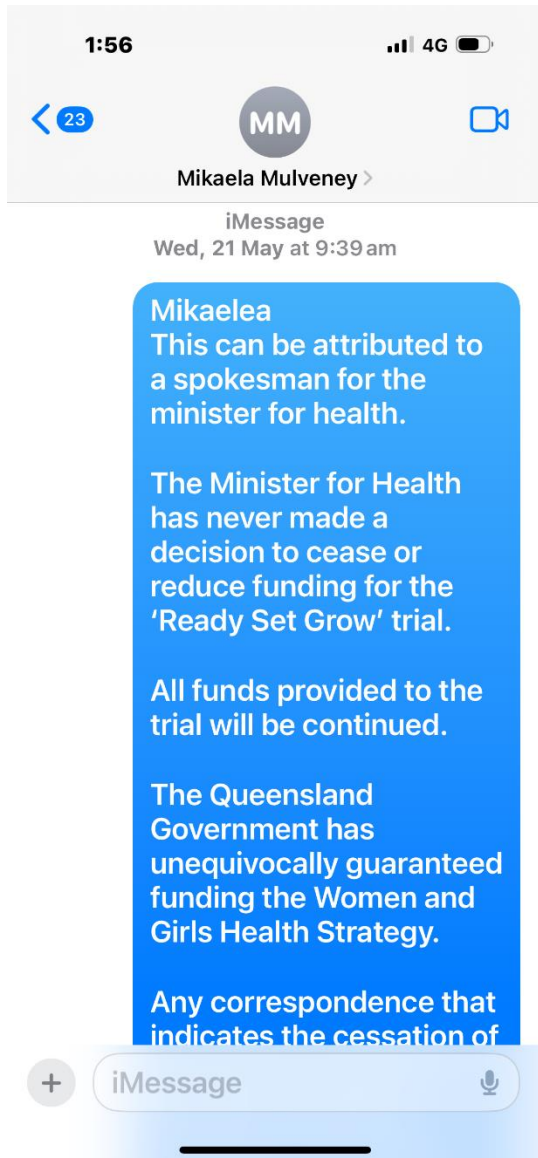 1:56
4G
23
MM
Mikaela Mulveney
iMessage
Wed, 21 May at 9:39 am
Mikaelea
This can be attributed to
a spokesman for the
minister for health.
The Minister for Health
has never made a
decision to cease or
reduce funding for the
‘Ready Set Grow’ trial.
All funds provided to the
trial will be continued.
The Queensland
Government has
unequivocally guaranteed
funding the Women and
Girls Health Strategy.
Any correspondence that
indicates the cessation of
iMessage